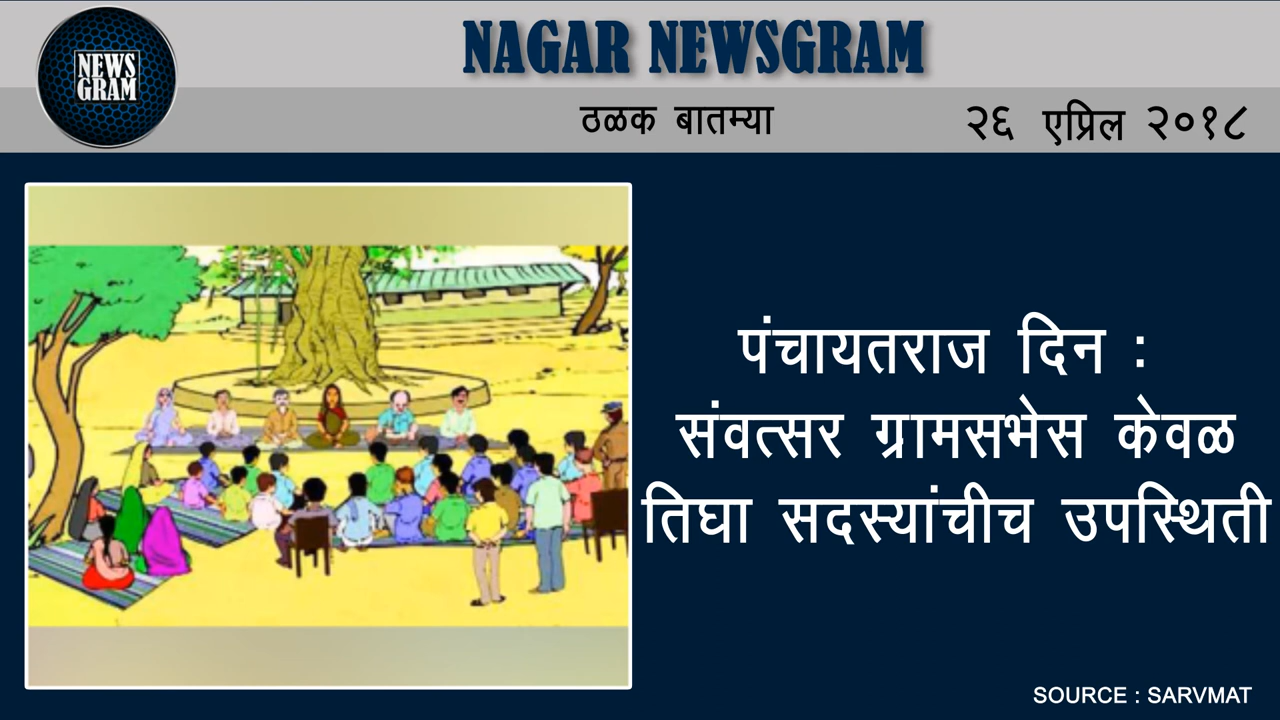 NEWS
GRAM
NAGAR NEWSGRAM
ठळक बातम्या
२६ एप्रिल २०१८
पंचायतराज दिन :
संवत्सर ग्रामसभेस केवळ
तिघा सदस्यांचीच उपस्थिती
SOURCE : SARVMAT